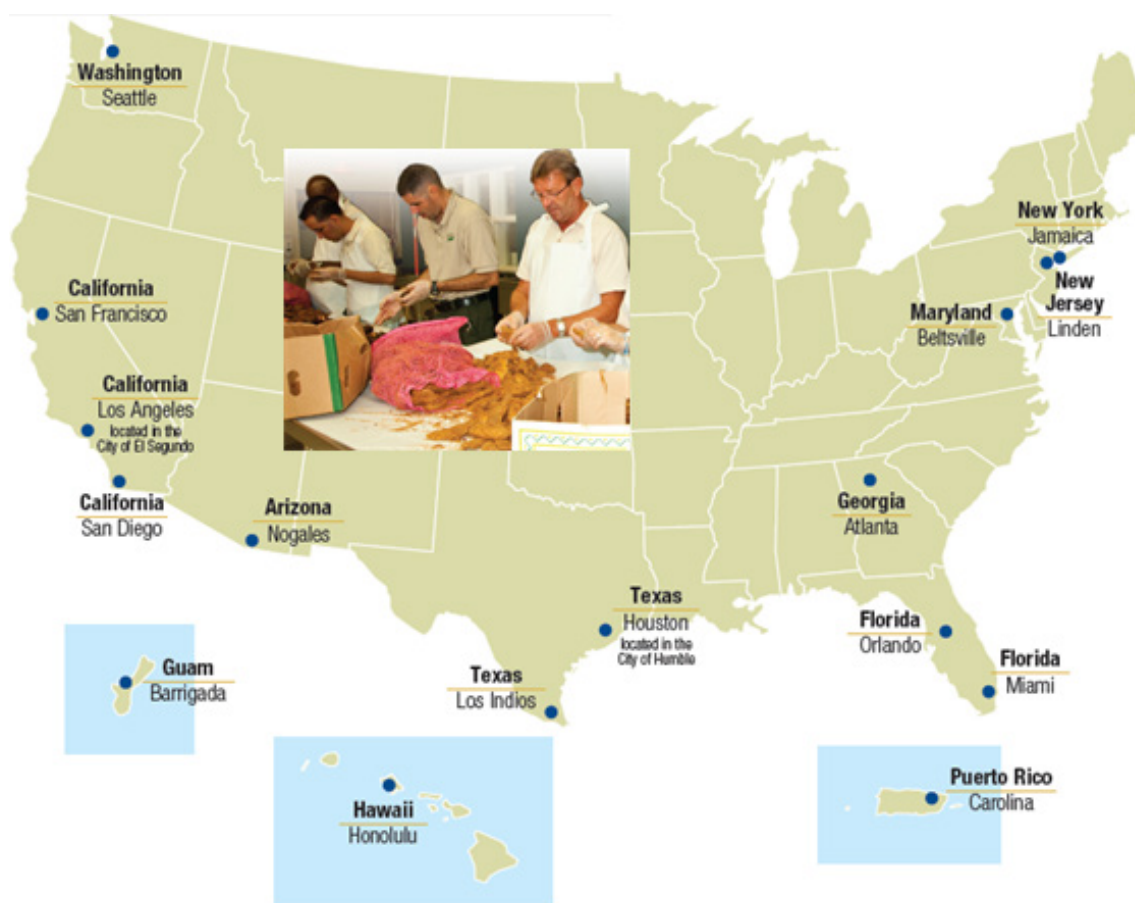 Washington
Seattle
New York
Jamaica
New
Jersey
Linden
Maryland
Beltsville
California
San Francisco
California
Los Angeles
located in the
City of El Segundo
California
San Diego
Arizona
Nogales
Georgia
Atlanta
Texas
Houston
located in the
City of Humble
Florida
Orlando
Florida
Miami
Guam
Barrigada
Texas
Los Indios
Hawaii
Honolulu
Puerto Rico
Carolina